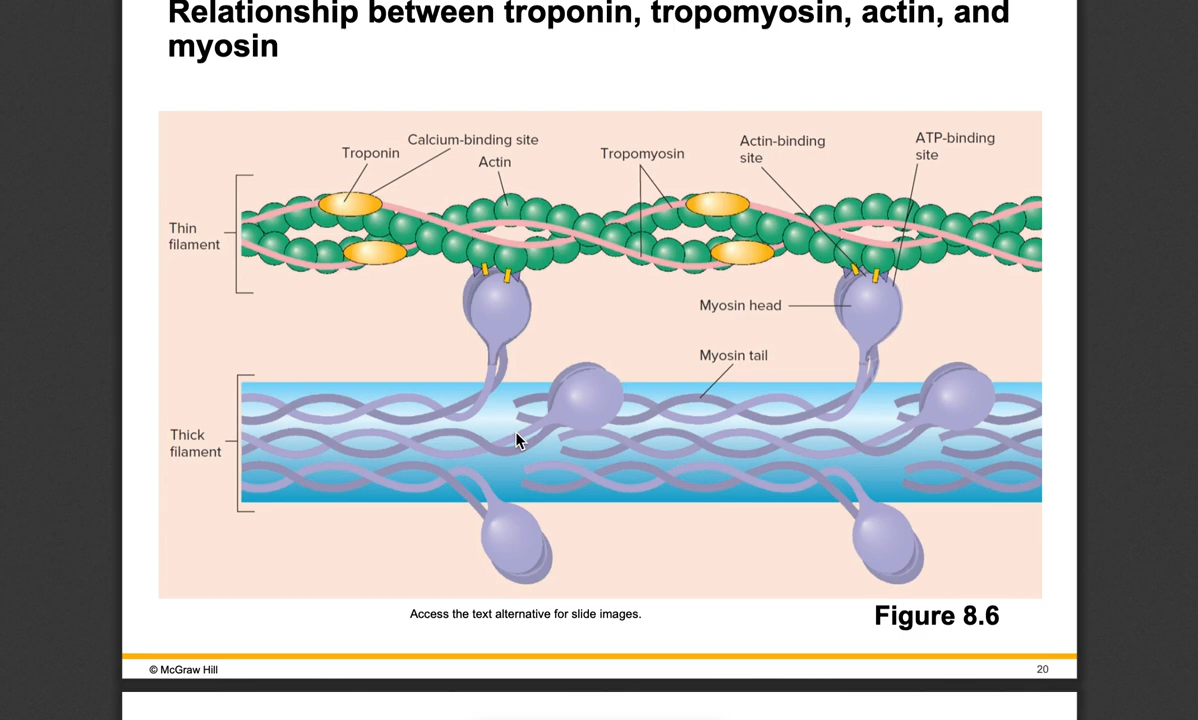 Relationship between troponin, tropomyosin, actin, and
myosin
Calcium-binding site
Troponin
Actin
Tropomyosin
Actin-binding
site
ATP-binding
site
Thin
filament
Myosin head
Myosin tail
Thick
filament
Access the text alternative for slide images.
Figure 8.6
© McGraw Hill
20